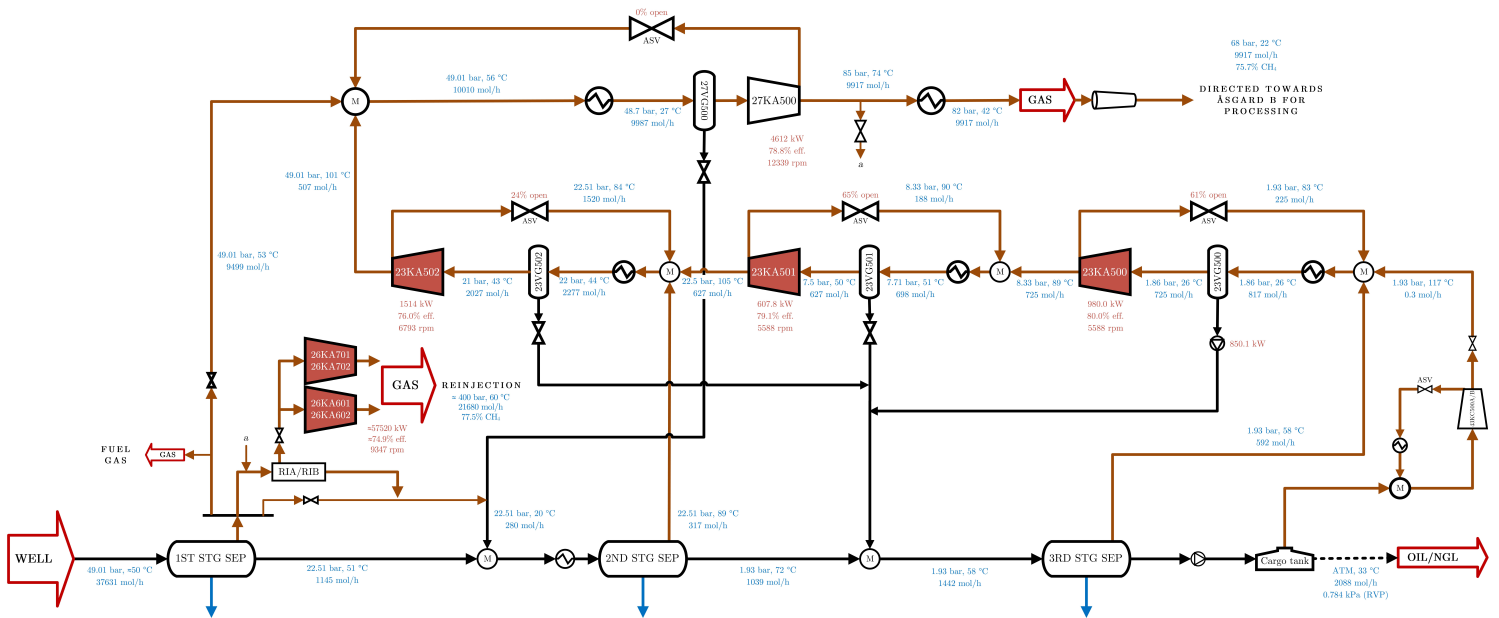 0% open
ASV
68 bar, 22 °C
9917 mol/h
75.7% CH₄
49.01 bar, 56 °C
10010 mol/h
85 bar, 74 °C
9917 mol/h
M
27VG500
27KA500
GAS
DIRECTED TOWARDS
ÅSGARD B FOR
PROCESSING
48.7 bar, 27 °C
9987 mol/h
82 bar, 42 °C
9917 mol/h
4612 kW
78.8% eff.
12339 rpm
a
49.01 bar, 101 °C
507 mol/h
24% open
ASV
22.51 bar, 84 °C
1520 mol/h
65% open
ASV
8.33 bar, 90 °C
188 mol/h
61% open
ASV
1.93 bar, 83 °C
225 mol/h
49.01 bar, 53 °C
9499 mol/h
23KA502
23VG502
M
23KA501
23VG501
M
23KA500
23VG500
M
21 bar, 43 °C
2027 mol/h
22 bar, 44 °C
2277 mol/h
22.5 bar, 105 °C
627 mol/h
7.5 bar, 50 °C
627 mol/h
7.71 bar, 51 °C
698 mol/h
8.33 bar, 89 °C
725 mol/h
1.86 bar, 26 °C
725 mol/h
1.86 bar, 26 °C
817 mol/h
1.93 bar, 117 °C
0.3 mol/h
1514 kW
76.0% eff.
6793 rpm
607.8 kW
79.1% eff.
5588 rpm
980.0 kW
80.0% eff.
5588 rpm
850.1 kW
26KA701
26KA702
26KA601
26KA602
GAS
REINJECTION
≈ 400 bar, 60 °C
21680 mol/h
77.5% CH₄
≈57520 kW
≈74.9% eff.
9347 rpm
ASV
M
1.93 bar, 58 °C
592 mol/h
FUEL
GAS
GAS
a
RIA/RIB
22.51 bar, 20 °C
280 mol/h
22.51 bar, 89 °C
317 mol/h
WELL
49.01 bar, ≈50 °C
37631 mol/h
1ST STG SEP
22.51 bar, 51 °C
1145 mol/h
M
2ND STG SEP
1.93 bar, 72 °C
1039 mol/h
M
1.93 bar, 58 °C
1442 mol/h
3RD STG SEP
Cargo tank
ATM, 33 °C
2088 mol/h
0.784 kPa (RVP)
OIL/NGL